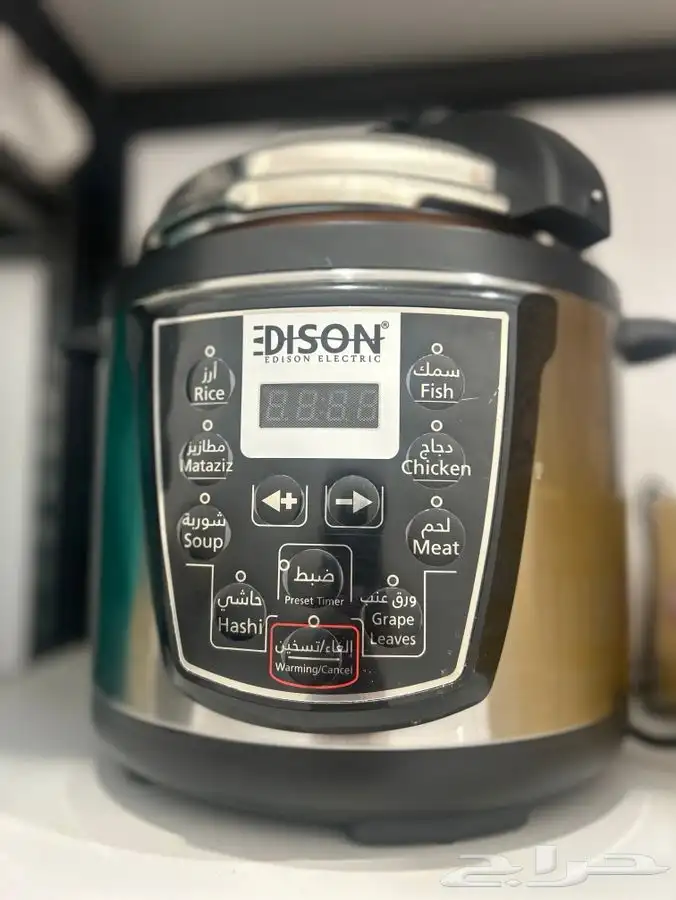 EDISON®
EDISON ELECTRIC
أرز
Rice
سمك
Fish
مطازيز
Mataziz
دجاج
Chicken
شوربة
Soup
لحم
Meat
ضبط
Preset Timer
حاشي
Hashi
ورق عنب
Grape
Leaves
إلغاء/تسخين
Warming/Cancel
حراج